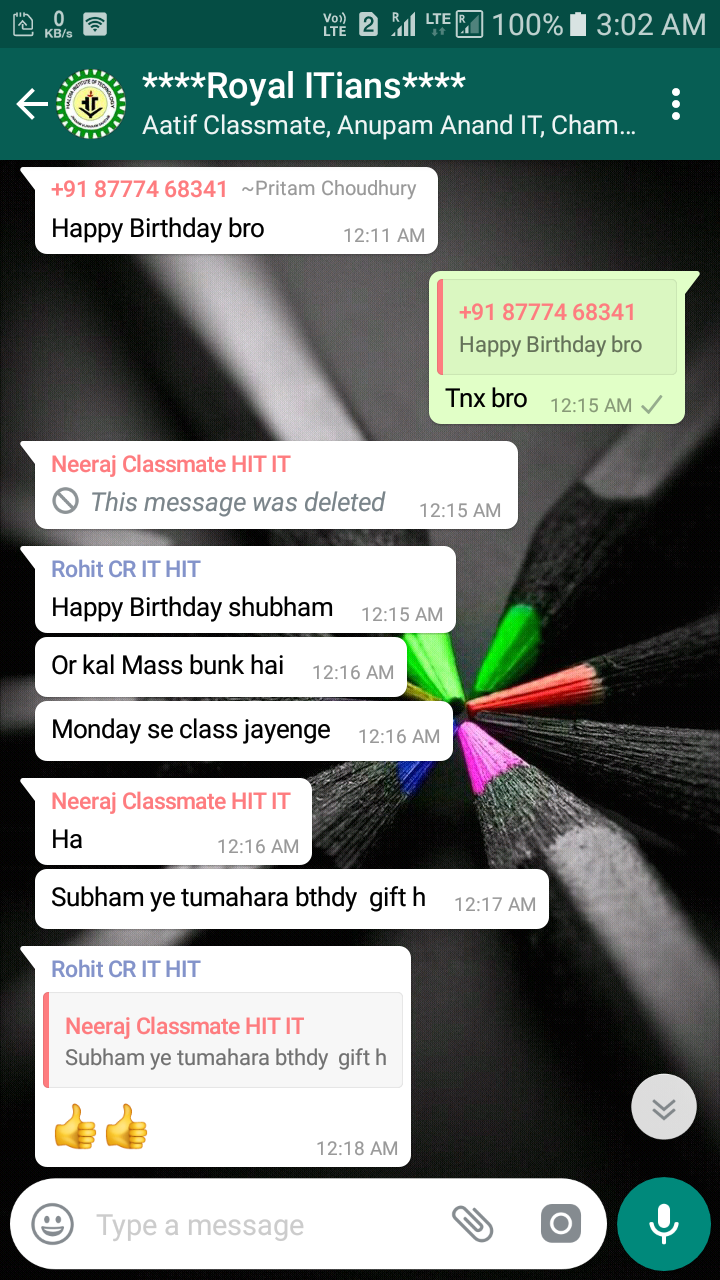 0
KB/s
Vo))
LTE
2
R
LTE
R
100%
3:02 AM
****Royal ITians****
Aatif Classmate, Anupam Anand IT, Cham...
+91 87774 68341 ~Pritam Choudhury
Happy Birthday bro 12:11 AM
+91 87774 68341
Happy Birthday bro
Tnx bro 12:15 AM
Neeraj Classmate HIT IT
This message was deleted 12:15 AM
Rohit CR IT HIT
Happy Birthday shubham 12:15 AM
Or kal Mass bunk hai 12:16 AM
Monday se class jayenge 12:16 AM
Neeraj Classmate HIT IT
Ha 12:16 AM
Subham ye tumahara bthdy  gift h 12:17 AM
Rohit CR IT HIT
Neeraj Classmate HIT IT
Subham ye tumahara bthdy  gift h
👍👍
12:18 AM
Type a message